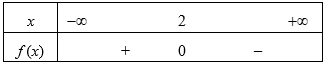 x −∞ 2 +∞
f(x) + 0 −